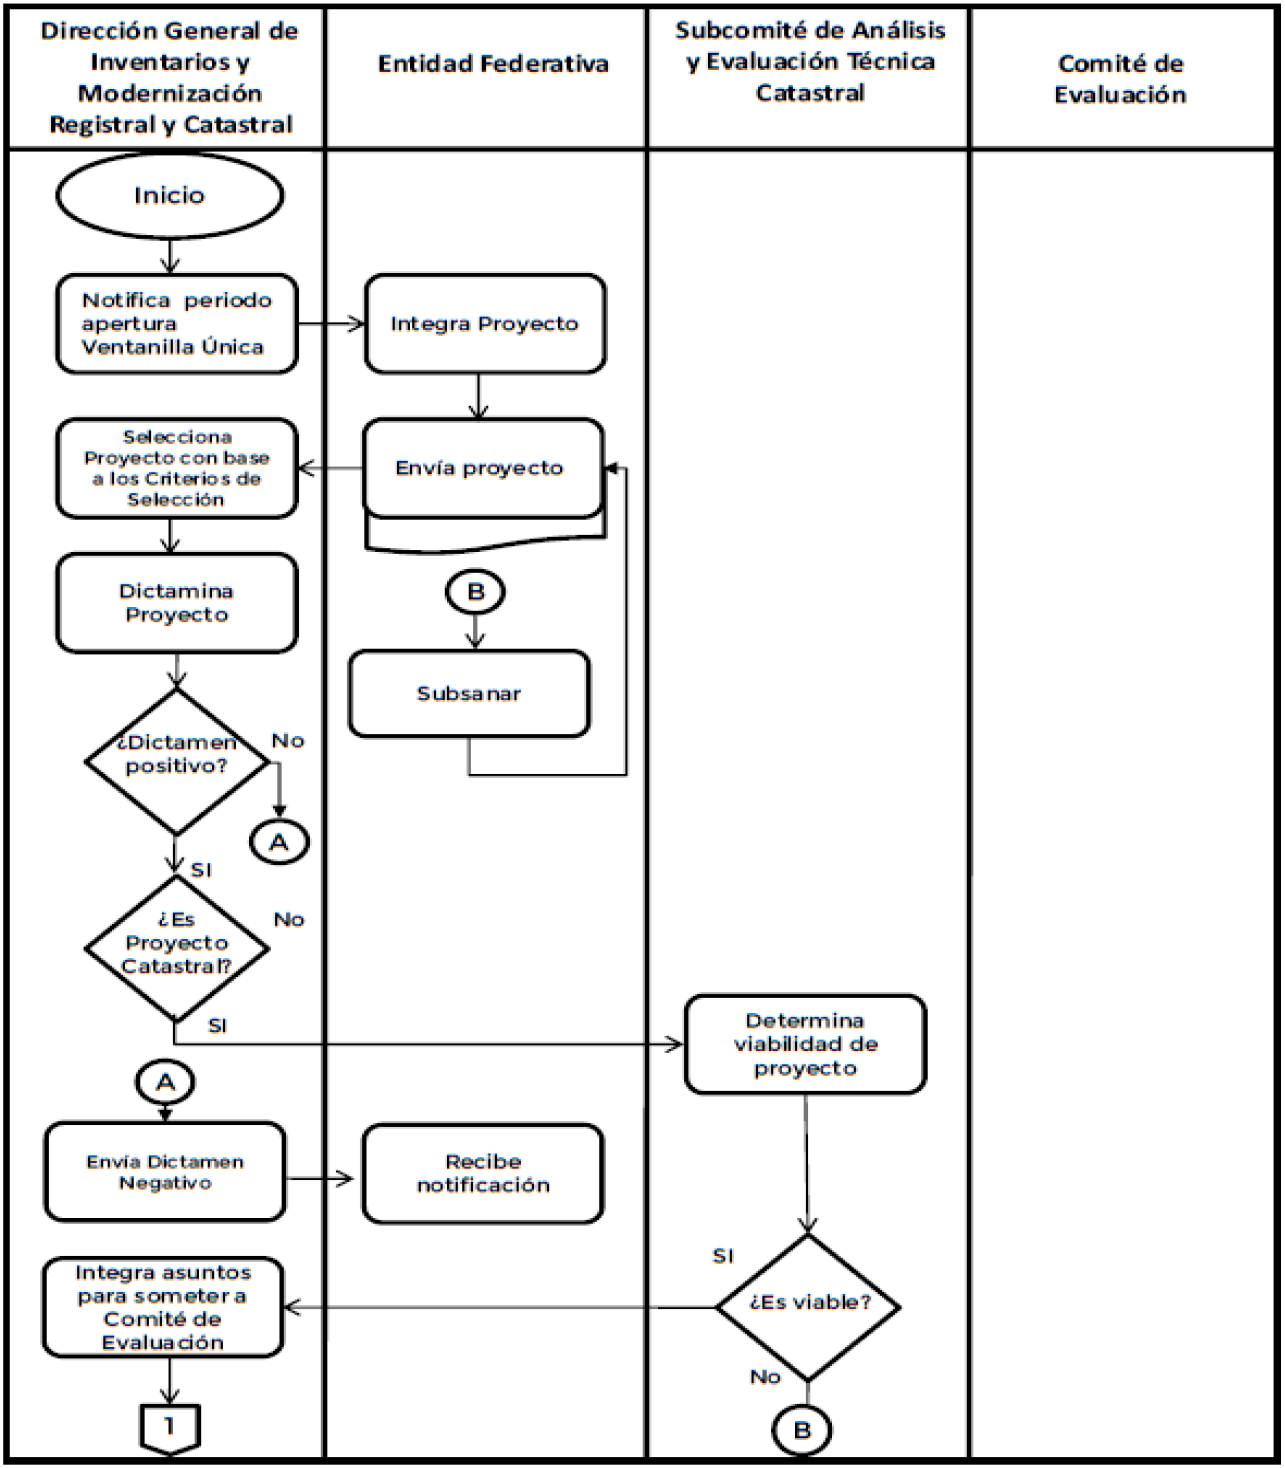 Dirección General de
Inventarios y
Modernización
Registral y Catastral
Entidad Federativa
Subcomité de Análisis
y Evaluación Técnica
Catastral
Comité de
Evaluación
Inicio
Notifica periodo
apertura
Ventanilla Única
Integra Proyecto
Selecciona
Proyecto con base
a los Criterios de
Selección
Envía proyecto
Dictamina
Proyecto
B
Subsanar
¿Dictamen
positivo?
No
A
SI
¿Es
Proyecto
Catastral?
No
SI
Determina
viabilidad de
proyecto
A
Envía Dictamen
Negativo
Recibe
notificación
Integra asuntos
para someter a
Comité de
Evaluación
SI
¿Es viable?
No
1
B